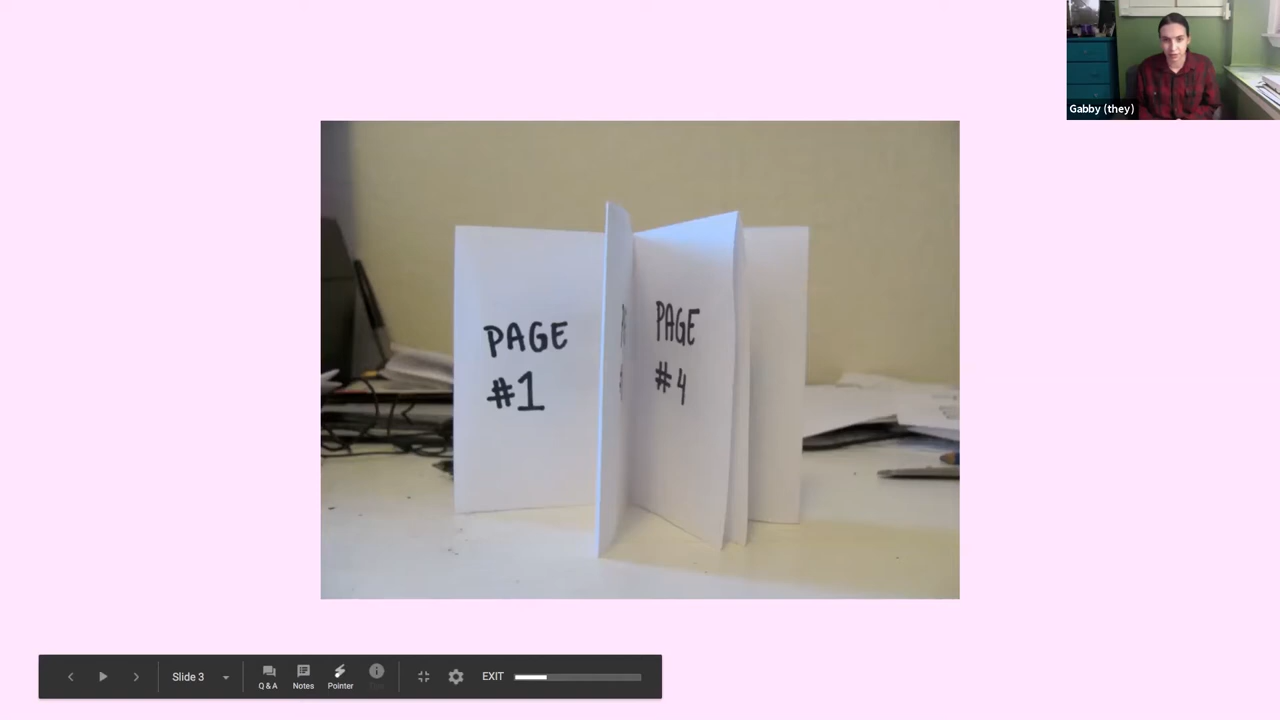 Gabby (they)
PAGE
#1
PAGE
#4
Slide 3
Q & A
Notes
Pointer
EXIT